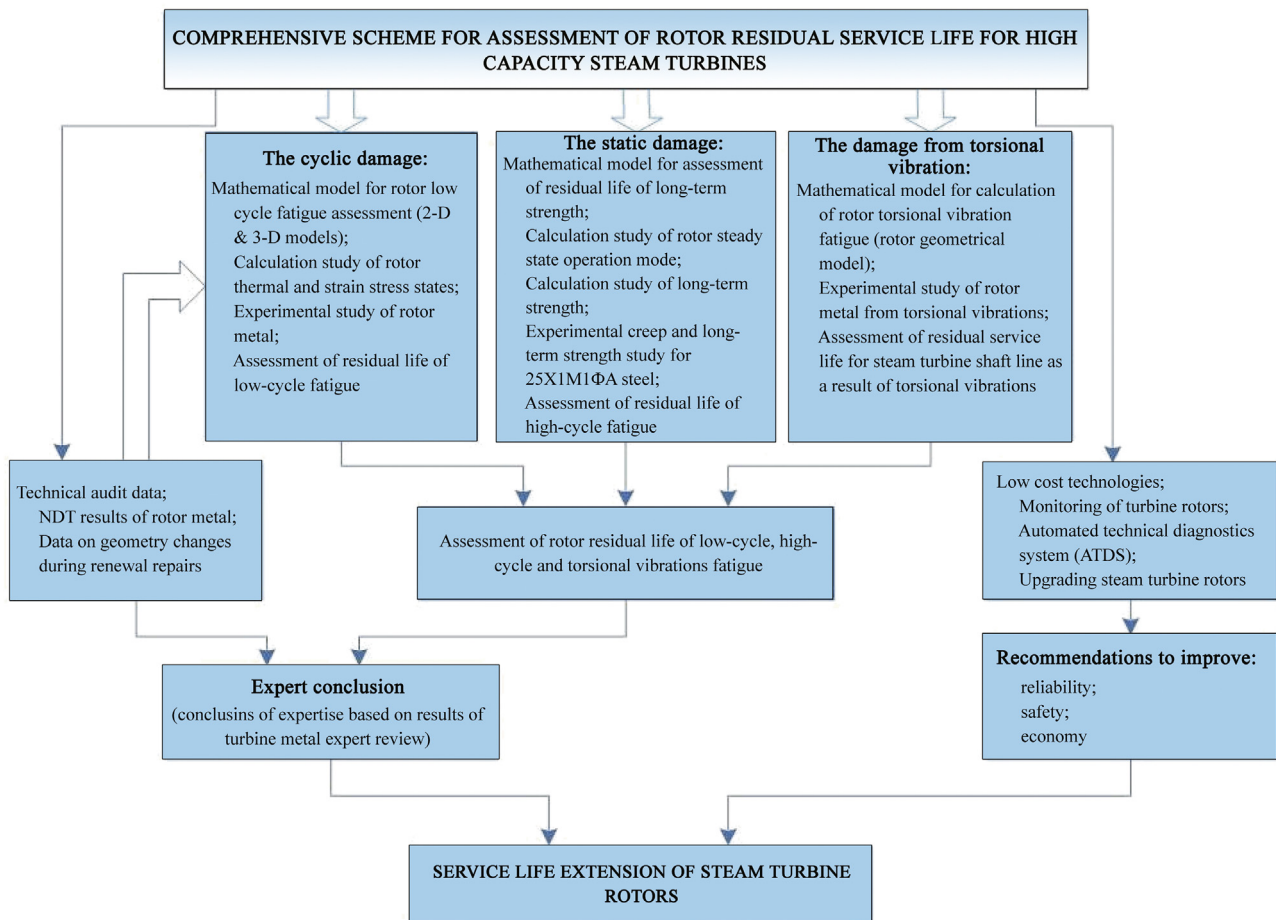 COMPREHENSIVE SCHEME FOR ASSESSMENT OF ROTOR RESIDUAL SERVICE LIFE FOR HIGH
CAPACITY STEAM TURBINES
The cyclic damage:
Mathematical model for rotor low
cycle fatigue assessment (2-D
& 3-D models);
Calculation study of rotor
thermal and strain stress states;
Experimental study of rotor
metal;
Assessment of residual life of
low-cycle fatigue
The static damage:
Mathematical model for assessment
of residual life of long-term
strength;
Calculation study of rotor steady
state operation mode;
Calculation study of long-term
strength;
Experimental creep and long-
term strength study for
25Х1М1ФА steel;
Assessment of residual life of
high-cycle fatigue
The damage from torsional
vibration:
Mathematical model for calculation
of rotor torsional vibration
fatigue (rotor geometrical
model);
Experimental study of rotor
metal from torsional vibrations;
Assessment of residual service
life for steam turbine shaft line as
a result of torsional vibrations
Technical audit data;
NDT results of rotor metal;
Data on geometry changes
during renewal repairs
Assessment of rotor residual life of low-cycle, high-
cycle and torsional vibrations fatigue
Low cost technologies;
Monitoring of turbine rotors;
Automated technical diagnostics
system (ATDS);
Upgrading steam turbine rotors
Expert conclusion
(conclusins of expertise based on results of
turbine metal expert review)
Recommendations to improve:
reliability;
safety;
economy
SERVICE LIFE EXTENSION OF STEAM TURBINE
ROTORS